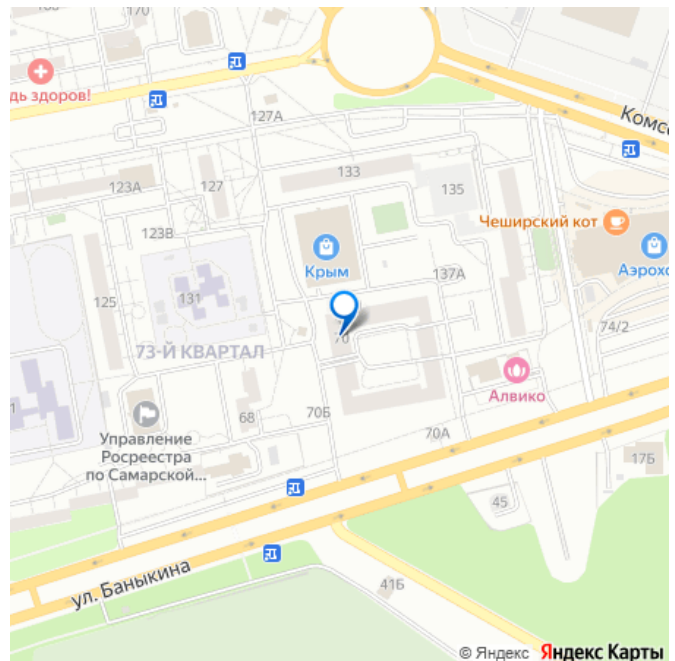 170
дь здоров!
127А
Комсо
133
123А
127
135
Чеширский кот
123В
Крым
Аэрохо
137А
131
125
70
74/2
73-Й КВАРТАЛ
Алвико
68
70Б
70А
Управление
Росреестра
по Самарской...
17Б
45
ул. Баныкина
41Б
© Яндекс Яндекс Карты